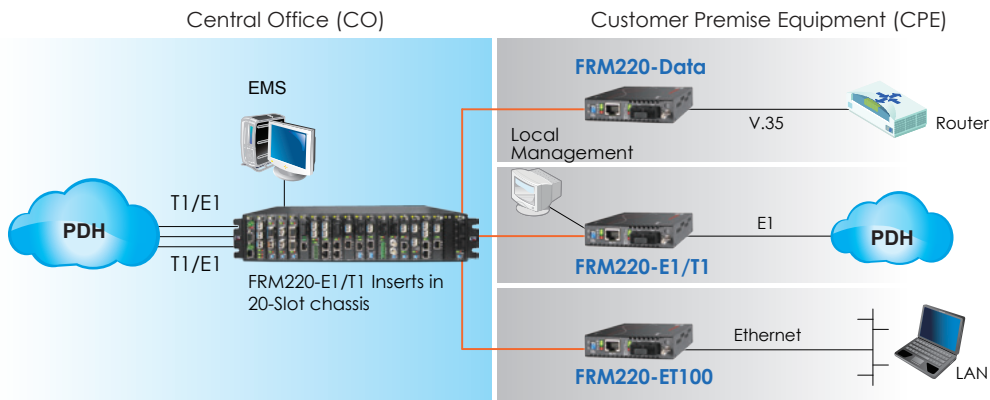 Central Office (CO)
Customer Premise Equipment (CPE)
EMS
PDH
T1/E1
T1/E1
FRM220-E1/T1 Inserts in
20-Slot chassis
FRM220-Data
V.35
Router
Local
Management
FRM220-E1/T1
E1
PDH
FRM220-ET100
Ethernet
LAN